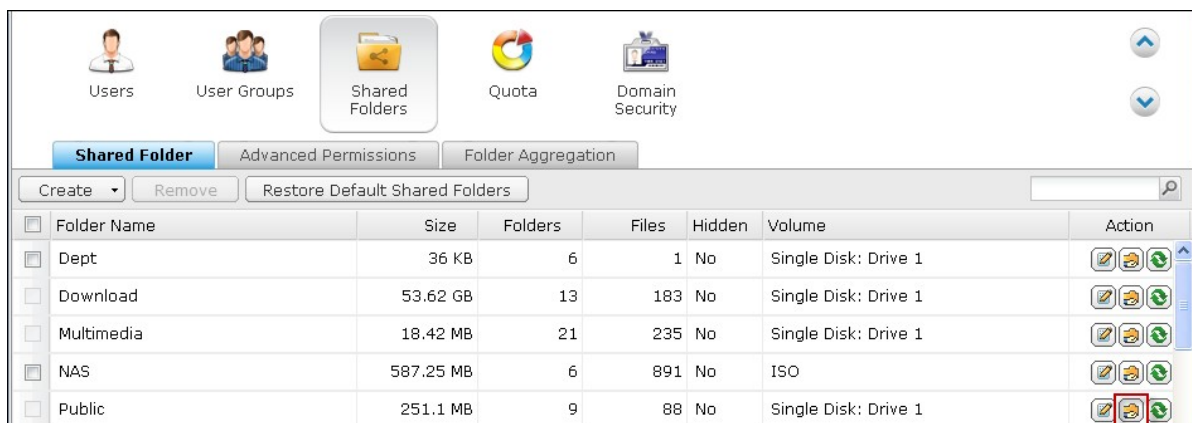 Users
User Groups
Shared
Folders
Quota
Domain
Security
Shared Folder
Advanced Permissions
Folder Aggregation
Create
Remove
Restore Default Shared Folders
Folder Name Size Folders Files Hidden Volume Action
Dept 36 KB 6 1 No Single Disk: Drive 1
Download 53.62 GB 13 183 No Single Disk: Drive 1
Multimedia 18.42 MB 21 235 No Single Disk: Drive 1
NAS 587.25 MB 6 891 No ISO
Public 251.1 MB 9 88 No Single Disk: Drive 1